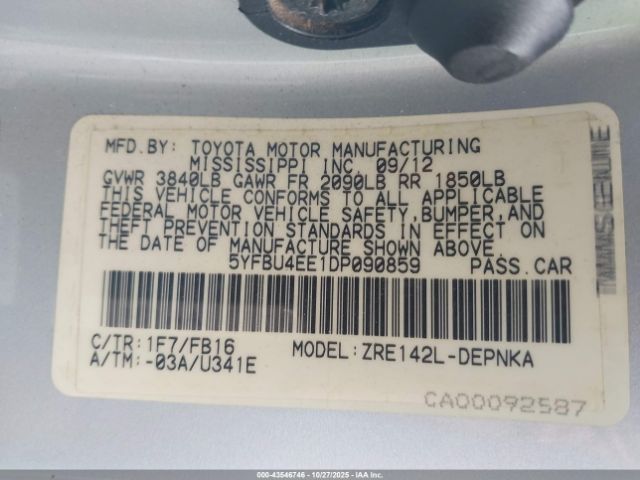 MFD.BY: TOYOTA MOTOR MANUFACTURING
MISSISSIPPI INC. 09/12
GVWR 3840LB GAWR FR 2090LB RR 1850LB
THIS VEHICLE CONFORMS TO ALL APPLICABLE
FEDERAL MOTOR VEHICLE SAFETY, BUMPER, AND
THEFT PREVENTION STANDARDS IN EFFECT ON
THE DATE OF MANUFACTURE SHOWN ABOVE.
5YFBU4EE1DP090859 PASS.CAR
C/TR:1F7/FB16 MODEL:ZRE142L-DEPNKA
A/TM:-03A/U341E
CA00092587
000-43546746 - 10/27/2025 - IAA Inc.